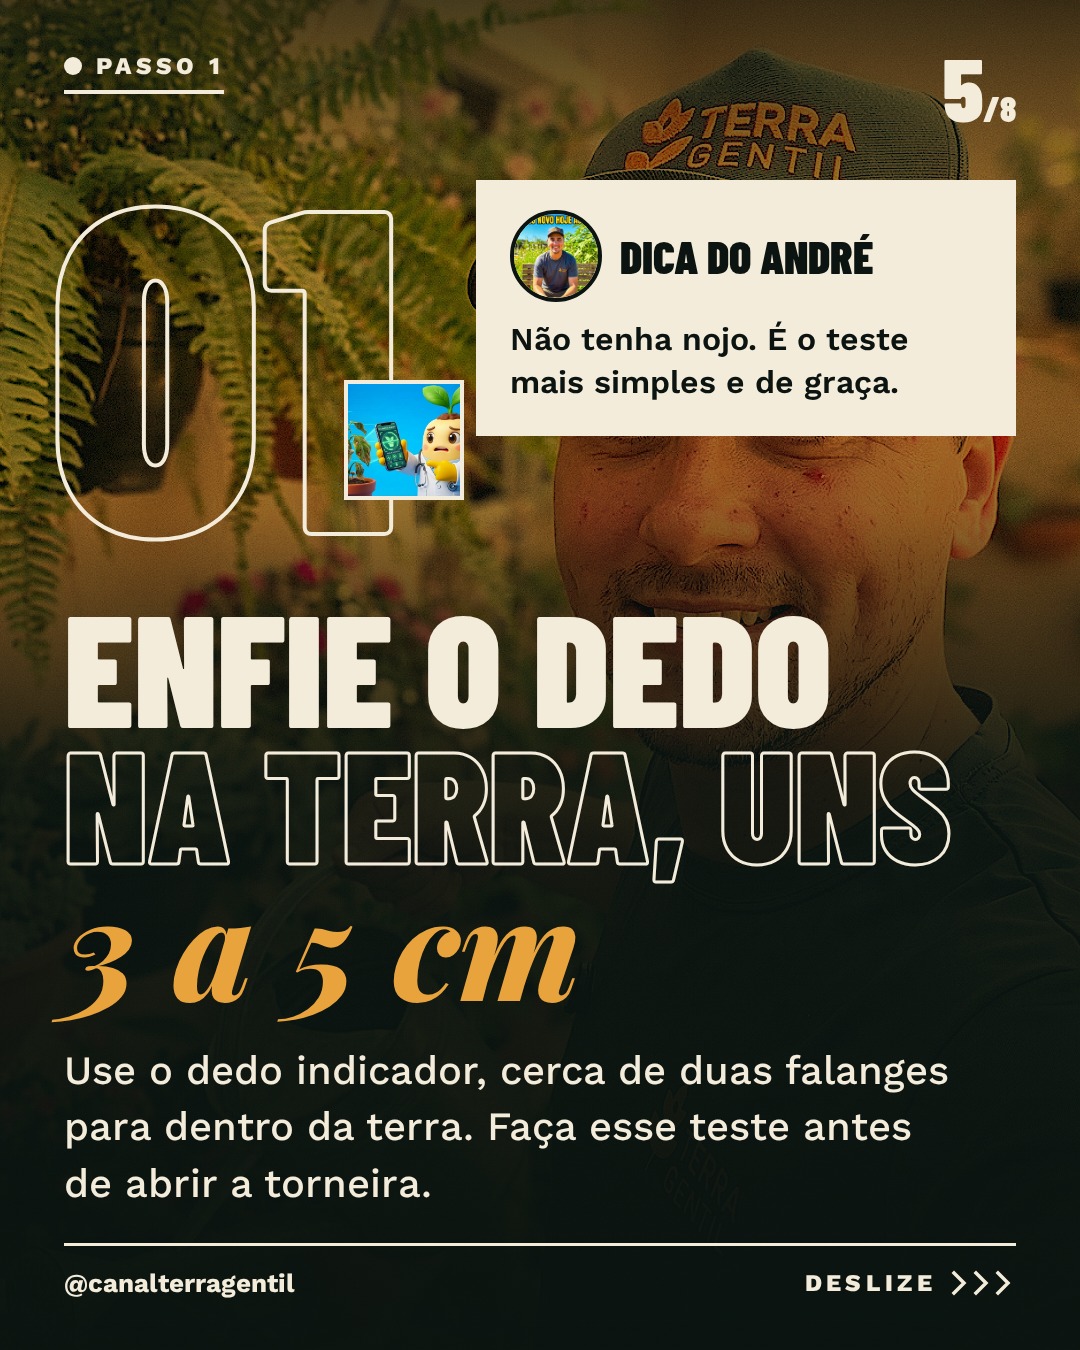 PASSO 1
5/8
TERRA
GENTIL
01
DICA DO ANDRÉ
Não tenha nojo. É o teste
mais simples e de graça.
ENFIE O DEDO
NA TERRA, UNS
3 a 5 cm
Use o dedo indicador, cerca de duas falanges
para dentro da terra. Faça esse teste antes
de abrir a torneira.
TERRA
GENTIL
@canalterragentil
DESLIZE